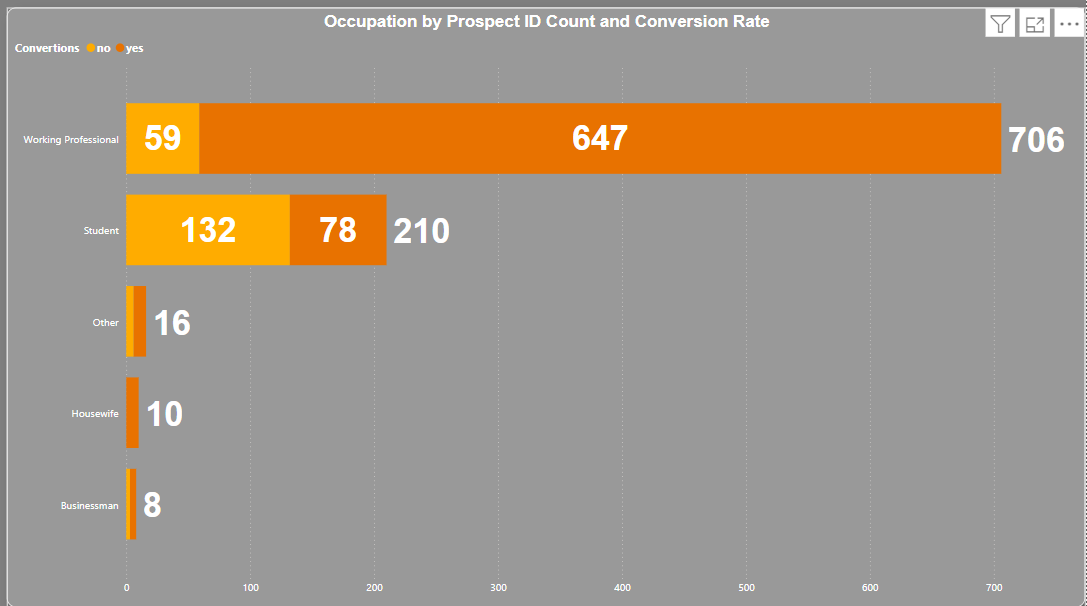 Occupation by Prospect ID Count and Conversion Rate
Convertions no yes
Working Professional 59 647 706
Student 132 78 210
Other 16
Housewife 10
Businessman 8
0 100 200 300 400 500 600 700